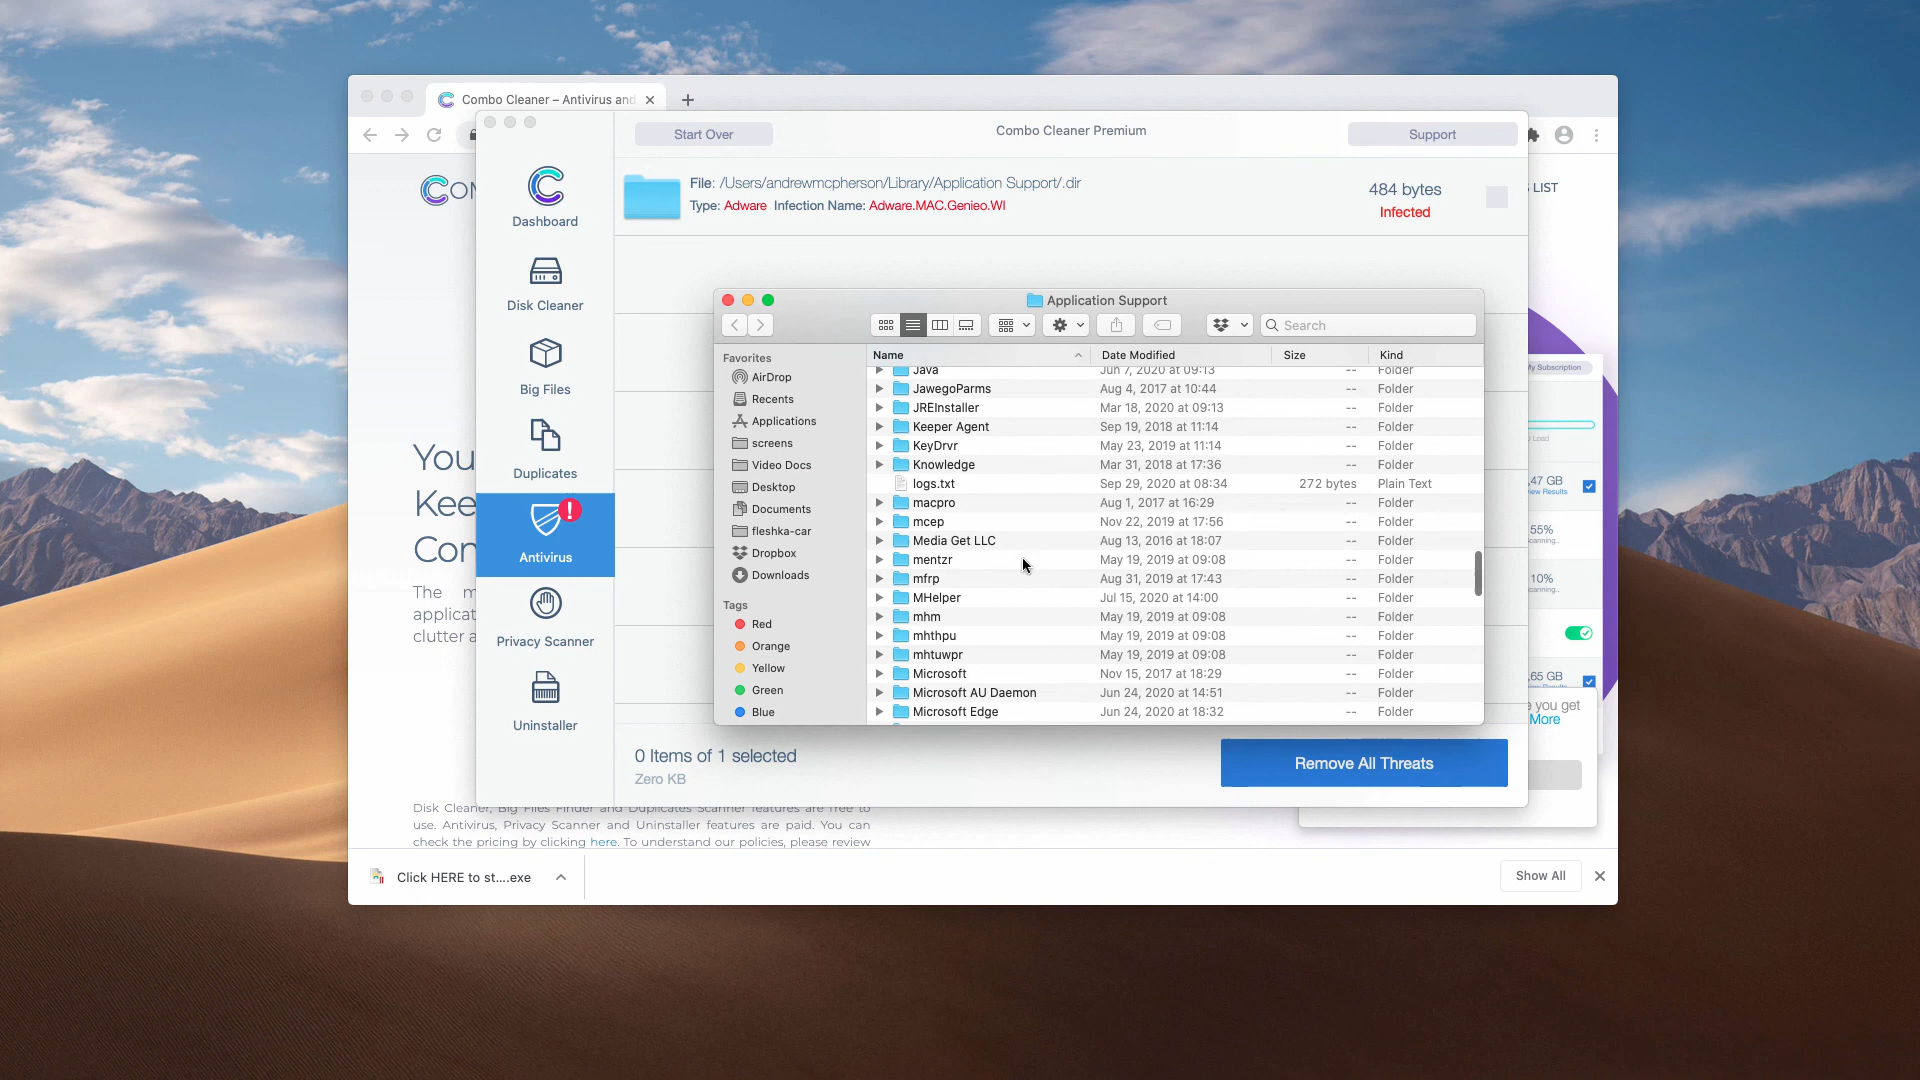 Combo Cleaner – Antivirus and
Start Over
Combo Cleaner Premium
Support
File: /Users/andrewmcpherson/Library/Application Support/.dir
Type: Adware Infection Name: Adware.MAC.Genieo.WI
484 bytes
Infected
LIST
Dashboard
Disk Cleaner
Big Files
Duplicates
Antivirus
Privacy Scanner
Uninstaller
Application Support
Search
Favorites
AirDrop
Recents
Applications
screens
Video Docs
Desktop
Documents
fleshka-car
Dropbox
Downloads
Tags
Red
Orange
Yellow
Green
Blue
Name Date Modified Size Kind
Java Jun 7, 2020 at 09:13 -- Folder
JawegoParms Aug 4, 2017 at 10:44 -- Folder
JREInstaller Mar 18, 2020 at 09:13 -- Folder
Keeper Agent Sep 19, 2018 at 11:14 -- Folder
KeyDrvr May 23, 2019 at 11:14 -- Folder
Knowledge Mar 31, 2018 at 17:36 -- Folder
logs.txt Sep 29, 2020 at 08:34 272 bytes Plain Text
macpro Aug 1, 2017 at 16:29 -- Folder
mcep Nov 22, 2019 at 17:56 -- Folder
Media Get LLC Aug 13, 2016 at 18:07 -- Folder
mentzr May 19, 2019 at 09:08 -- Folder
mfrp Aug 31, 2019 at 17:43 -- Folder
MHelper Jul 15, 2020 at 14:00 -- Folder
mhm May 19, 2019 at 09:08 -- Folder
mhthpu May 19, 2019 at 09:08 -- Folder
mhtuwpr May 19, 2019 at 09:08 -- Folder
Microsoft Nov 15, 2017 at 18:29 -- Folder
Microsoft AU Daemon Jun 24, 2020 at 14:51 -- Folder
Microsoft Edge Jun 24, 2020 at 18:32 -- Folder
My Subscription
Load
.47 GB
View Results
55%
Scanning..
10%
Scanning..
.65 GB
you get
More
You
Kee
Con
The m
applicat
clutter a
0 Items of 1 selected
Zero KB
Remove All Threats
Disk Cleaner, Big Files Finder and Duplicates Scanner features are free to
use. Antivirus, Privacy Scanner and Uninstaller features are paid. You can
check the pricing by clicking here. To understand our policies, please review
Click HERE to st....exe
Show All